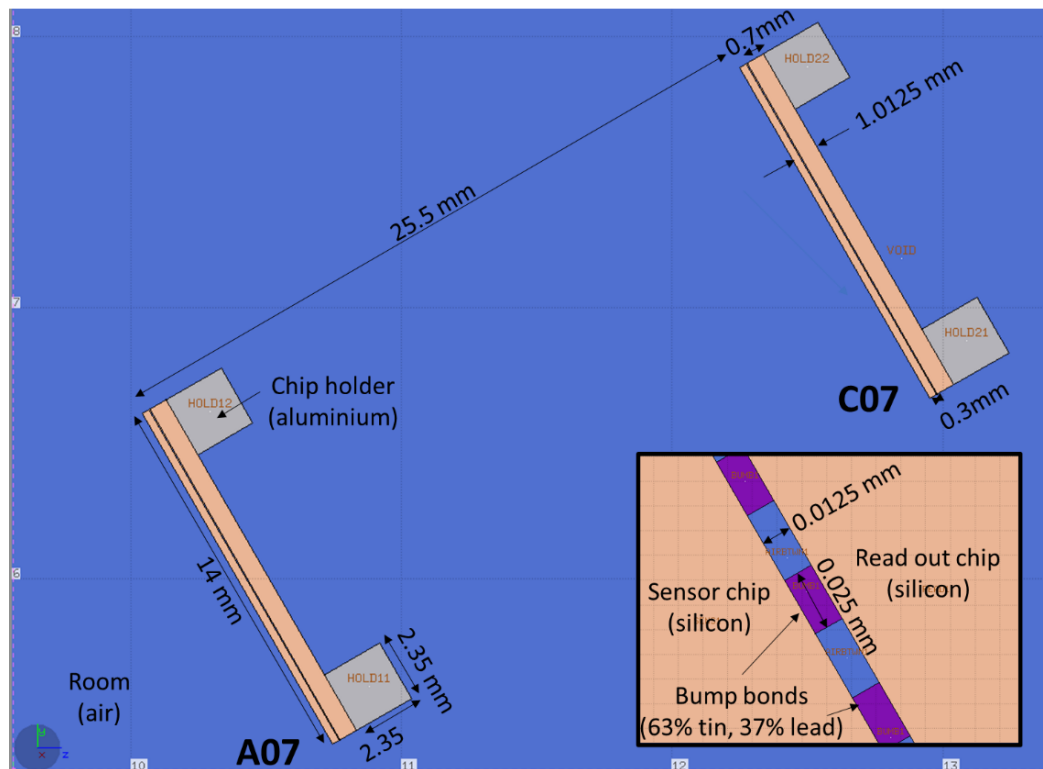 8
0.7mm
HOLD22
1.0125 mm
25.5 mm
VOID
7
HOLD21
HOLD12
Chip holder
(aluminium)
C07
0.3mm
14 mm
0.0125 mm
Read out chip
(silicon)
Sensor chip
(silicon)
0.025 mm
6
2.35 mm
HOLD11
Room
(air)
Bump bonds
(63% tin, 37% lead)
2.35
A07
y
x
z
10
11
12
13